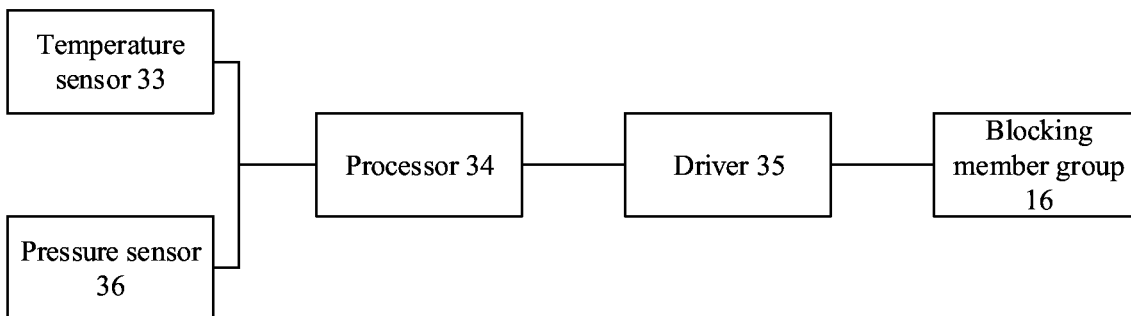 Temperature
sensor 33
Pressure sensor
36
Processor 34
Driver 35
Blocking
member group
16